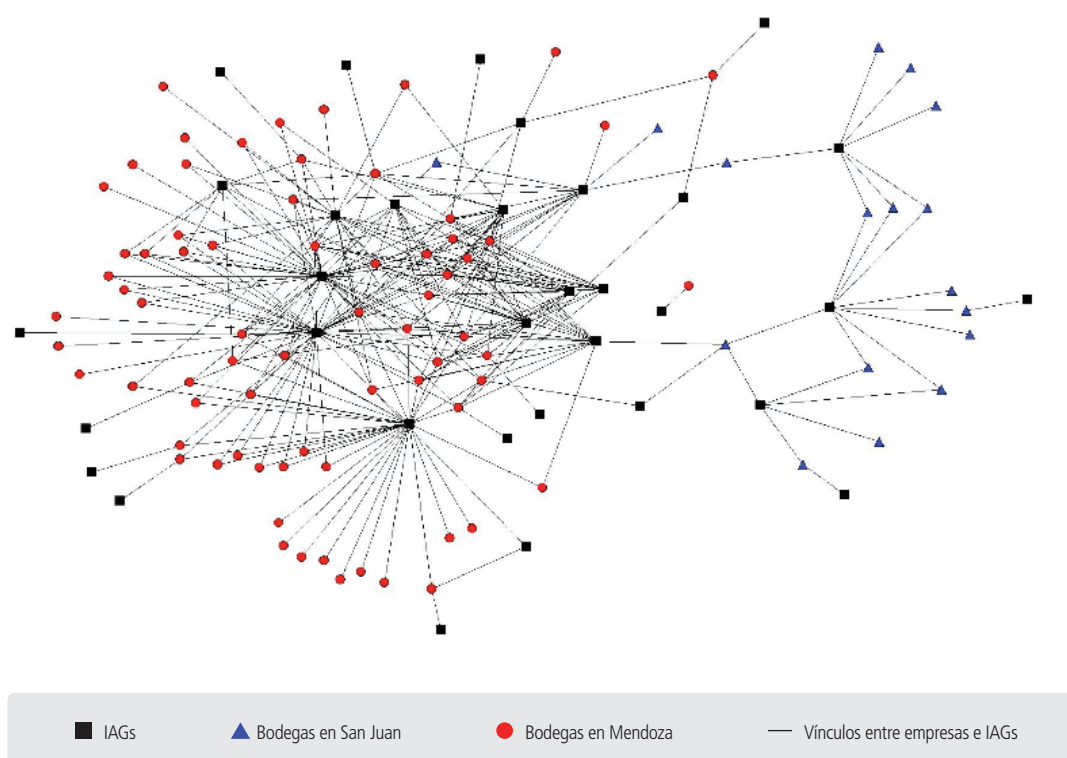 IAGs
Bodegas en San Juan
Bodegas en Mendoza
Vínculos entre empresas e IAGs